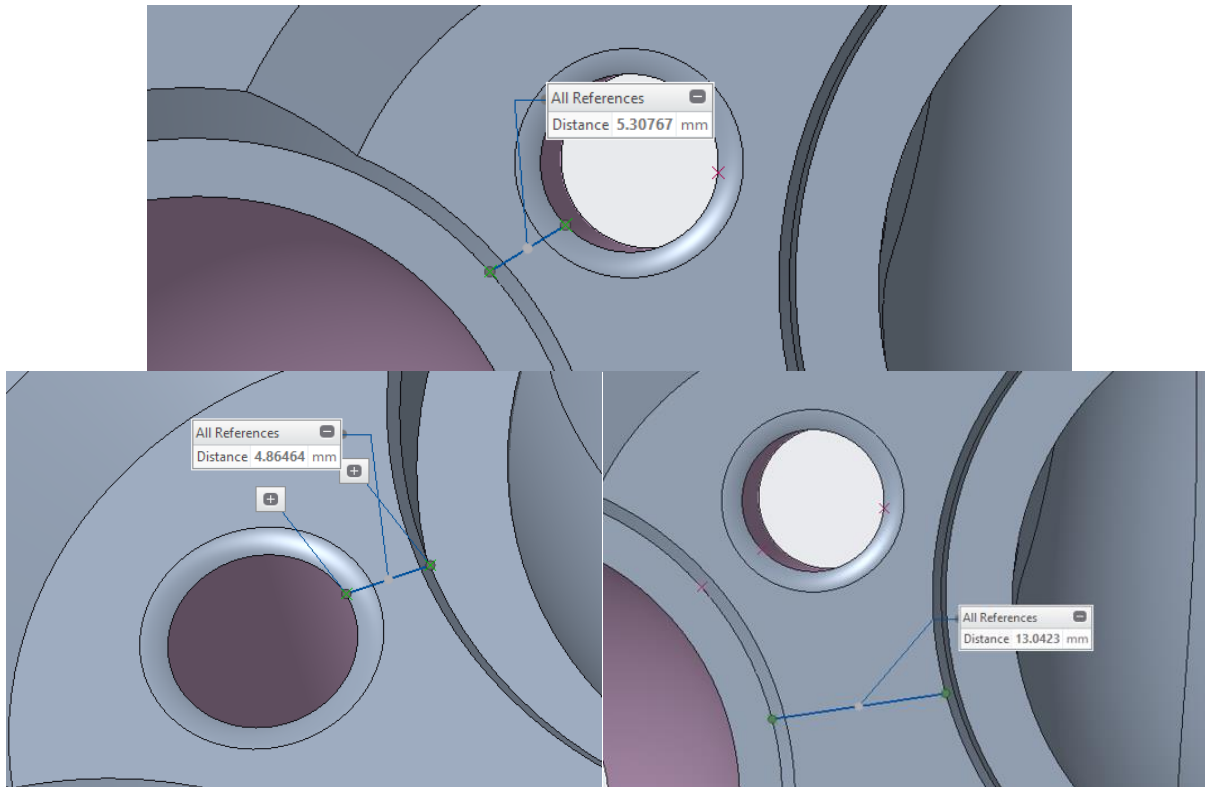 All References
Distance 5.30767 mm
All References
Distance 4.86464 mm
All References
Distance 13.0423 mm